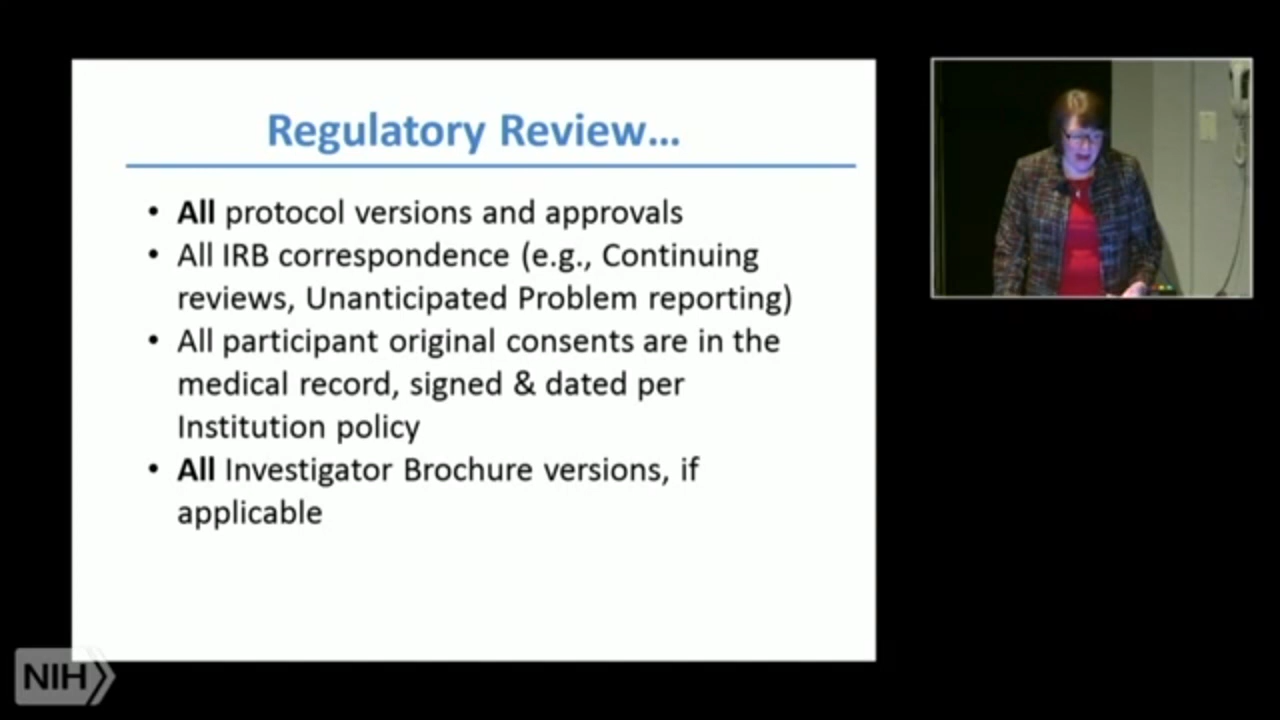 Regulatory Review...
• All protocol versions and approvals
• All IRB correspondence (e.g., Continuing
reviews, Unanticipated Problem reporting)
• All participant original consents are in the
medical record, signed & dated per
Institution policy
• All Investigator Brochure versions, if
applicable
NIH